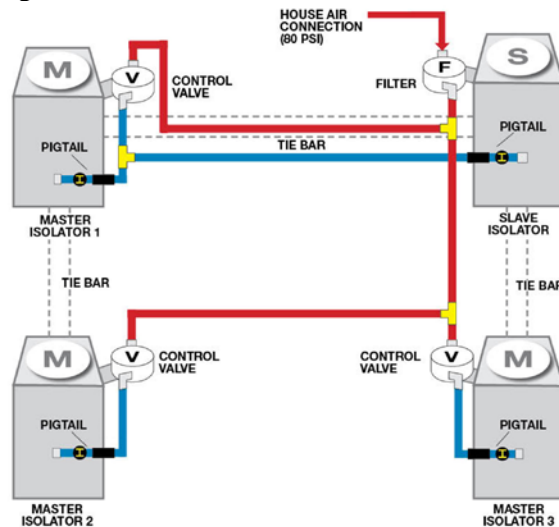 HOUSE AIR
CONNECTION
(80 PSI)
M
V
CONTROL
VALVE
F
FILTER
S
PIGTAIL
TIE BAR
PIGTAIL
MASTER
ISOLATOR 1
SLAVE
ISOLATOR
TIE BAR
TIE BAR
M
V
CONTROL
VALVE
CONTROL
VALVE
V
M
PIGTAIL
PIGTAIL
MASTER
ISOLATOR 2
MASTER
ISOLATOR 3